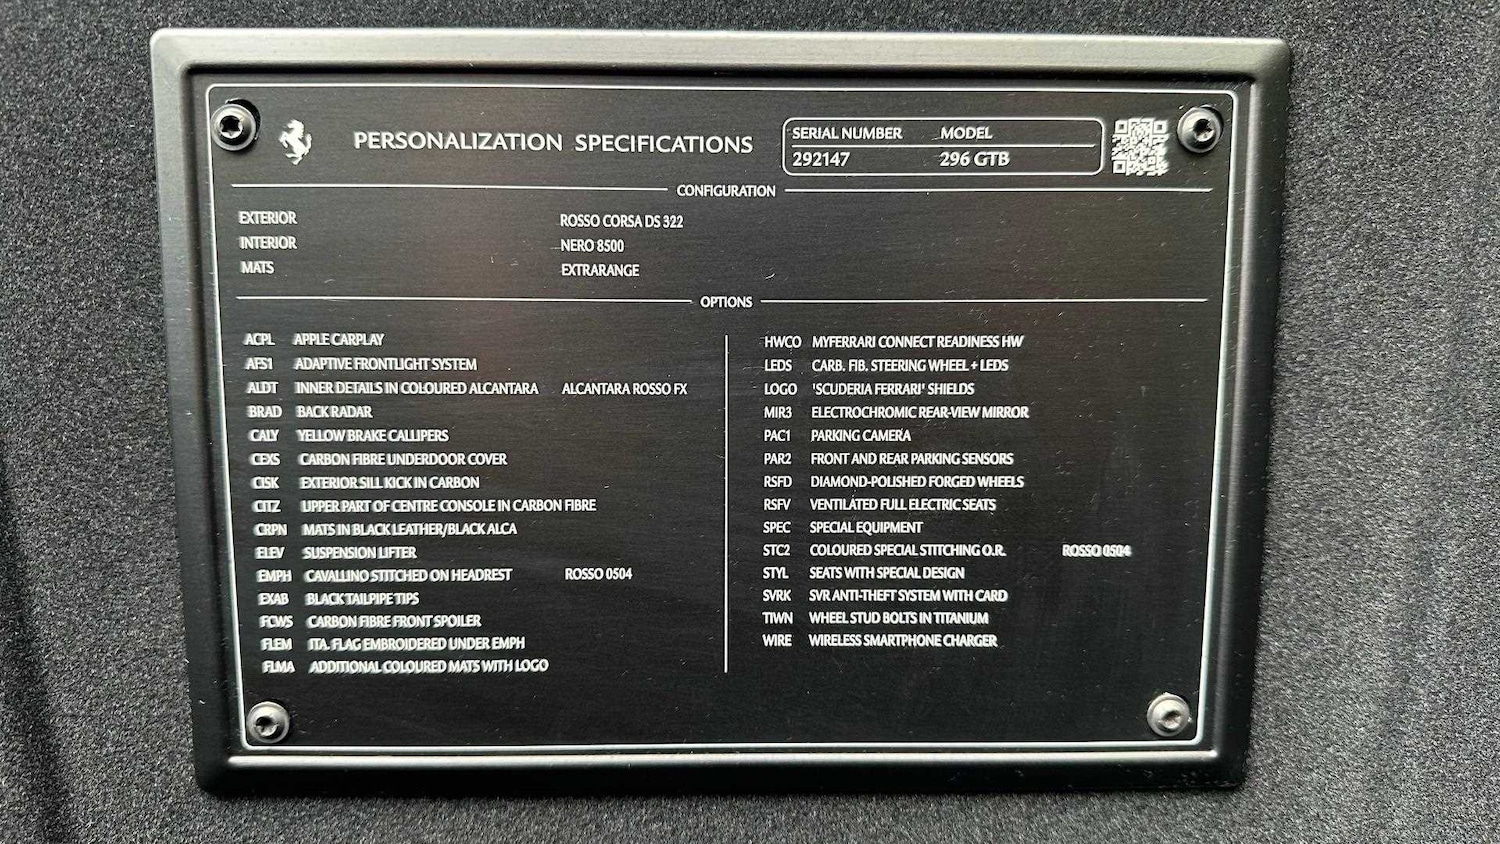 PERSONALIZATION SPECIFICATIONS
SERIAL NUMBER MODEL
292147 296 GTB
CONFIGURATION
EXTERIOR ROSSO CORSA DS 322
INTERIOR NERO 8500
MATS EXTRARANGE
OPTIONS
ACPL APPLE CARPLAY
AFS1 ADAPTIVE FRONTLIGHT SYSTEM
ALDT INNER DETAILS IN COLOURED ALCANTARA ALCANTARA ROSSO FX
BRAD BACK RADAR
CALY YELLOW BRAKE CALLIPERS
CEXS CARBON FIBRE UNDERDOOR COVER
CISK EXTERIOR SILL KICK IN CARBON
CITZ UPPER PART OF CENTRE CONSOLE IN CARBON FIBRE
CRPN MATS IN BLACK LEATHER/BLACK ALCA
ELEV SUSPENSION LIFTER
EMPH CAVALLINO STITCHED ON HEADREST ROSSO 0504
EXAB BLACK TAILPIPE TIPS
FCWS CARBON FIBRE FRONT SPOILER
FLEM ITA. FLAG EMBROIDERED UNDER EMPH
FLMA ADDITIONAL COLOURED MATS WITH LOGO
HWCO MYFERRARI CONNECT READINESS HW
LEDS CARB. FIB. STEERING WHEEL + LEDS
LOGO 'SCUDERIA FERRARI' SHIELDS
MIR3 ELECTROCHROMIC REAR-VIEW MIRROR
PAC1 PARKING CAMERA
PAR2 FRONT AND REAR PARKING SENSORS
RSFD DIAMOND-POLISHED FORGED WHEELS
RSFV VENTILATED FULL ELECTRIC SEATS
SPEC SPECIAL EQUIPMENT
STC2 COLOURED SPECIAL STITCHING O.R. ROSSO 0504
STYL SEATS WITH SPECIAL DESIGN
SVRK SVR ANTI-THEFT SYSTEM WITH CARD
TIWN WHEEL STUD BOLTS IN TITANIUM
WIRE WIRELESS SMARTPHONE CHARGER